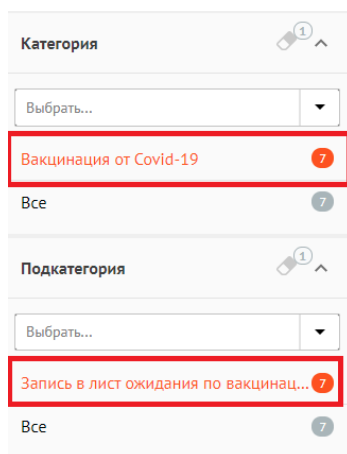 Категория
1
Выбрать...
Вакцинация от Covid-19 7
Все 7
Подкатегория
1
Выбрать...
Запись в лист ожидания по вакцинац... 7
Все 7